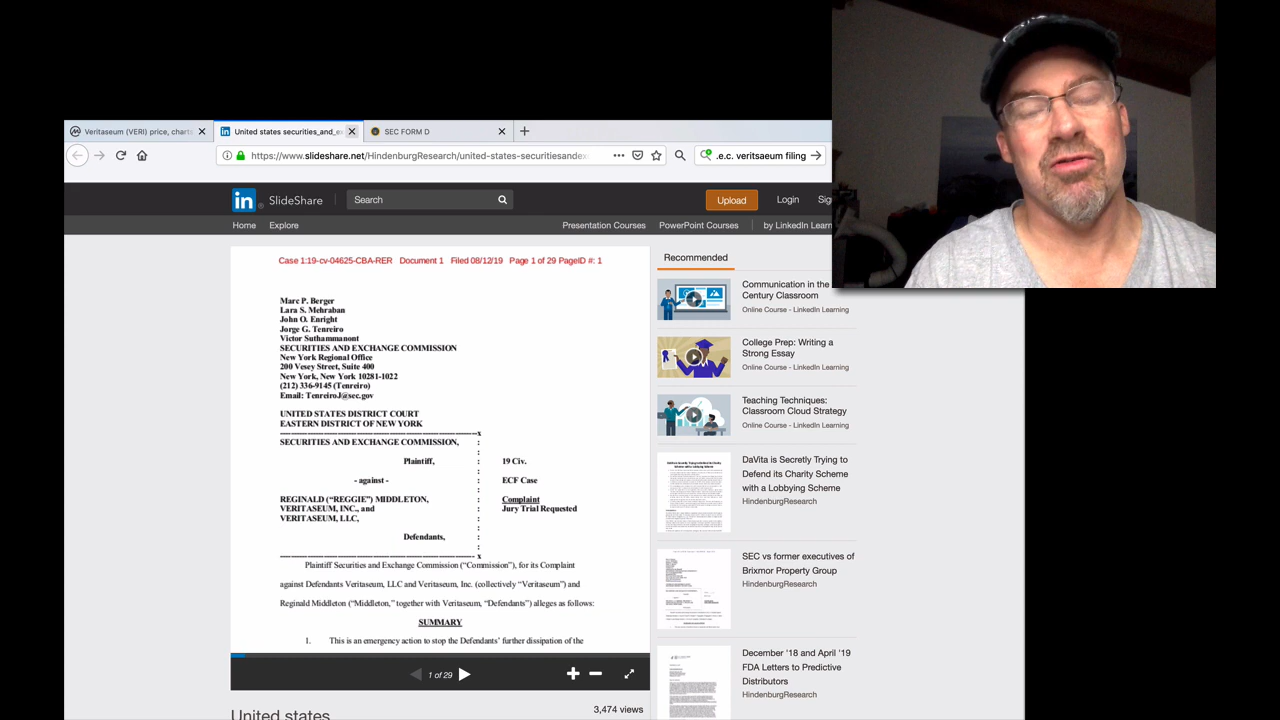 Veritaseum (VERI) price, charts
United states securities_and_ex
SEC FORM D
https://www.slideshare.net/HindenburgResearch/united-states-securitiesandex
.e.c. veritsaeum filing
in SlideShare
Search
Upload
Login
Home
Explore
Presentation Courses
PowerPoint Courses
by LinkedIn Learn
Case 1:19-cv-04625-CBA-RER Document 1 Filed 08/12/19 Page 1 of 29 PageID #: 1
Marc P. Berger
Lara S. Mehraban
John O. Enright
Jorge G. Tenreiro
Victor Suthammanont
SECURITIES AND EXCHANGE COMMISSION
New York Regional Office
200 Vesey Street, Suite 400
New York, New York 10281-1022
(212) 336-9145 (Tenreiro)
Email: TenreiroJ@sec.gov
UNITED STATES DISTRICT COURT
EASTERN DISTRICT OF NEW YORK
SECURITIES AND EXCHANGE COMMISSION,
Plaintiff,
19 Civ.
- against -
ECF Case
REGINALD (“REGGIE”) MIDDLETON,
VERITASEUM, INC., and
VERITASEUM, LLC,
Complaint
Jury Trial Requested
Defendants,
Plaintiff Securities and Exchange Commission (“Commission”), for its Complaint
against Defendants Veritaseum, LLC and Veritaseum, Inc. (collectively “Veritaseum”) and
Reginald Middleton (“Middleton,” together with Veritaseum, “Defendants”) alleges as follows:
SUMMARY
1. This is an emergency action to stop the Defendants’ further dissipation of the
1 of 29
United states
3,474 views
Recommended
Communication in the
Century Classroom
Online Course - LinkedIn Learning
College Prep: Writing a
Strong Essay
Online Course - LinkedIn Learning
Teaching Techniques:
Classroom Cloud Strategy
Online Course - LinkedIn Learning
DaVita is Secretly Trying to
Defend its Charity Scheme
with a Lobbying Scheme
HindenburgResearch
SEC vs former executives of
Brixmor Property Group
HindenburgResearch
December '18 and April '19
FDA Letters to Predictive
Distributors
HindenburgResearch